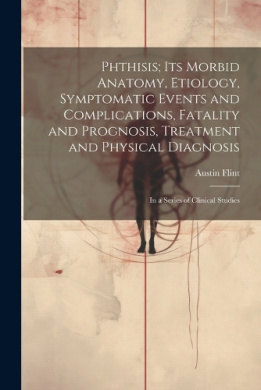 Phthisis; Its Morbid
Anatomy, Etiology,
Symptomatic Events and
Complications, Fatality
and Prognosis, Treatment
and Physical Diagnosis
Austin Flint
In a Series of Clinical Studies